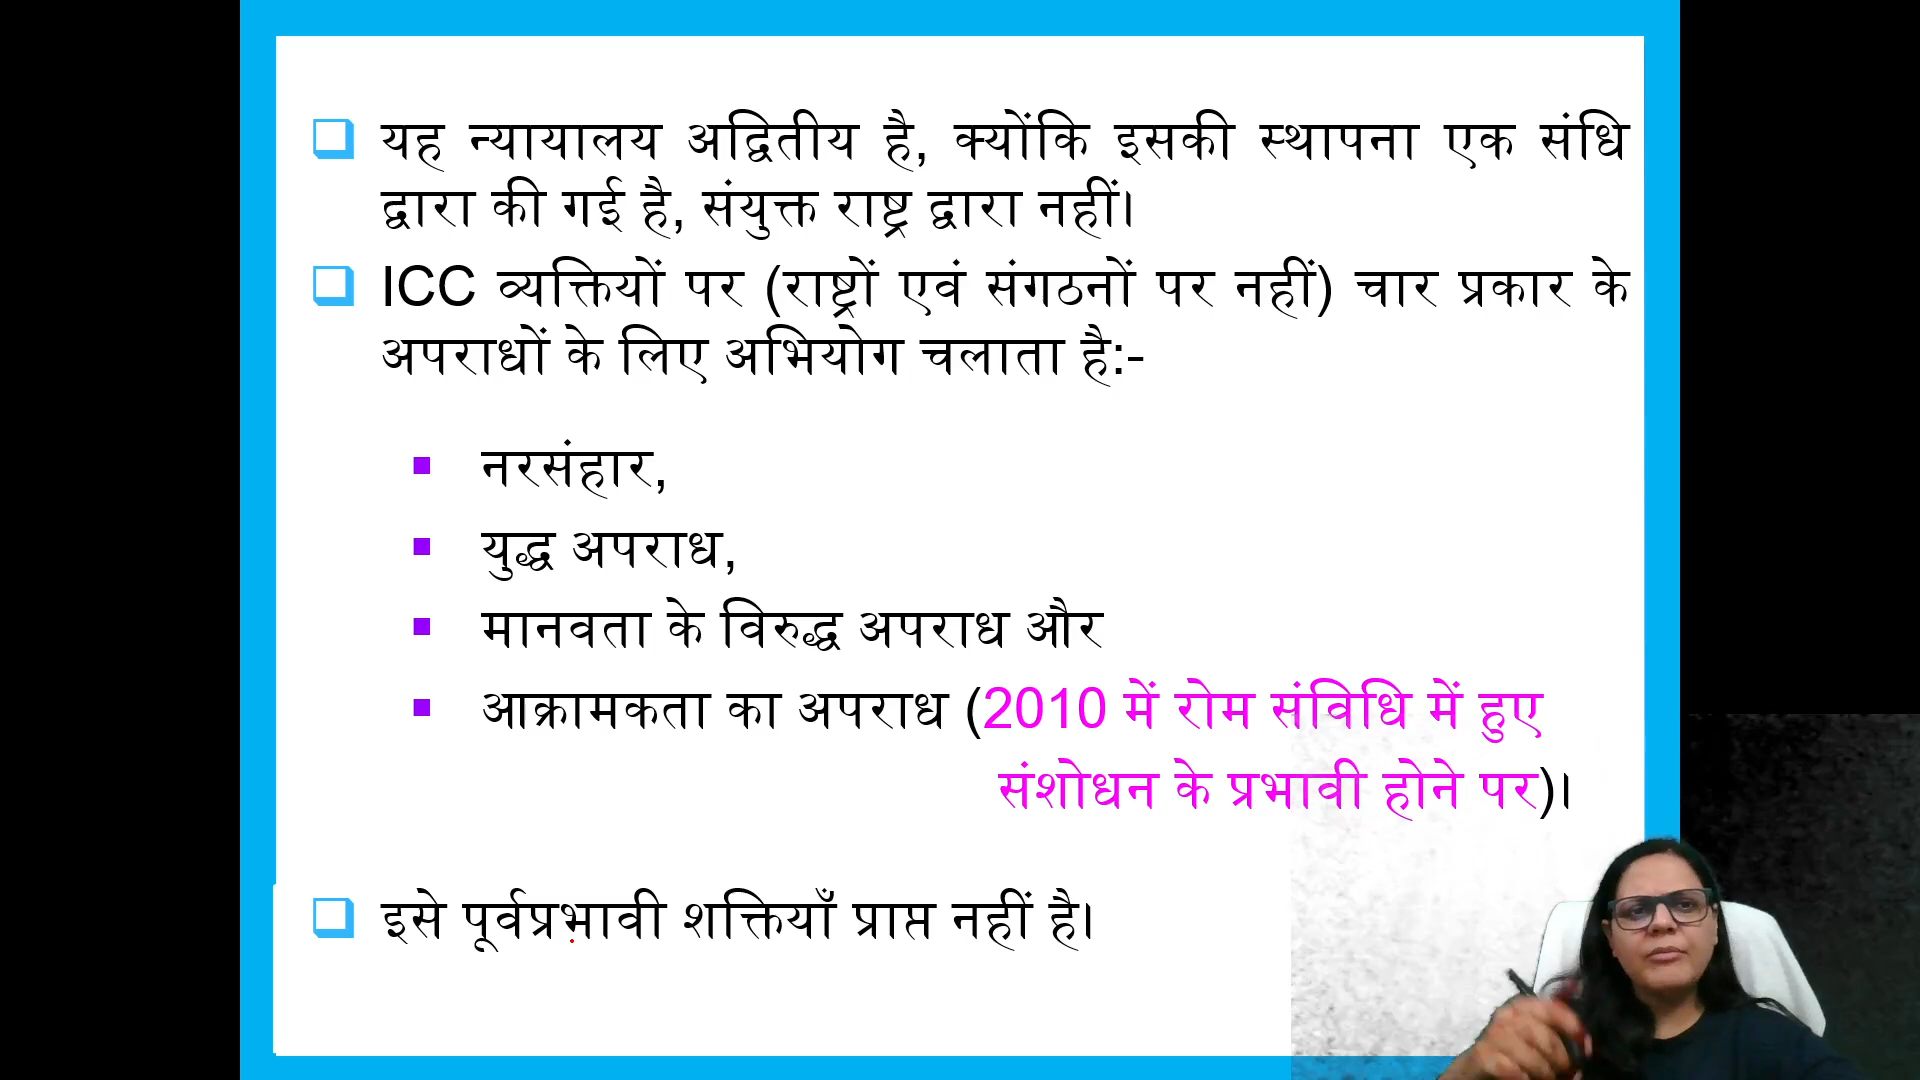 यह न्यायालय अद्वितीय है, क्योंकि इसकी स्थापना एक संधि
द्वारा की गई है, संयुक्त राष्ट्र द्वारा नहीं।
ICC व्यक्तियों पर (राष्ट्रों एवं संगठनों पर नहीं) चार प्रकार के
अपराधों के लिए अभियोग चलाता है:-
नरसंहार,
युद्ध अपराध,
मानवता के विरुद्ध अपराध और
आक्रामकता का अपराध (2010 में रोम संविधि में हुए
संशोधन के प्रभावी होने पर)।
इसे पूर्वप्रभावी शक्तियाँ प्राप्त नहीं है।